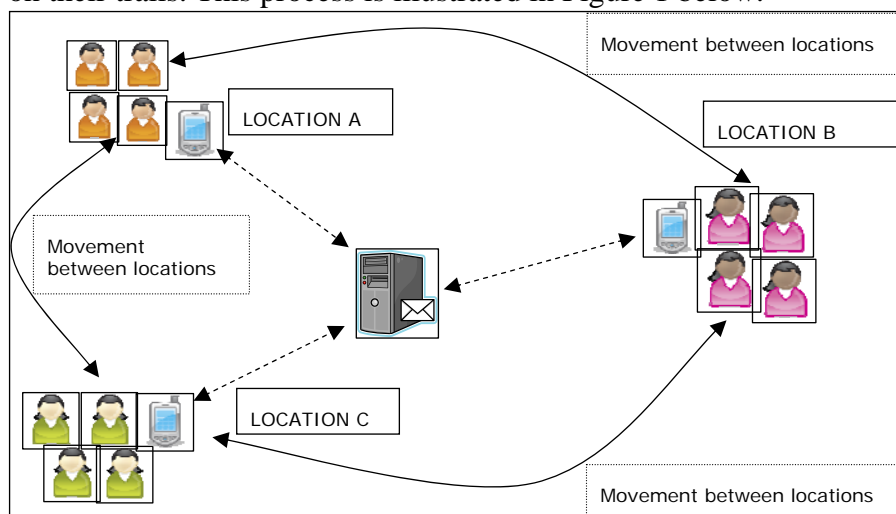 on their trails. This process is illustrated in Figure 1 below.
Movement between locations
LOCATION A
LOCATION B
Movement
between locations
LOCATION C
Movement between locations